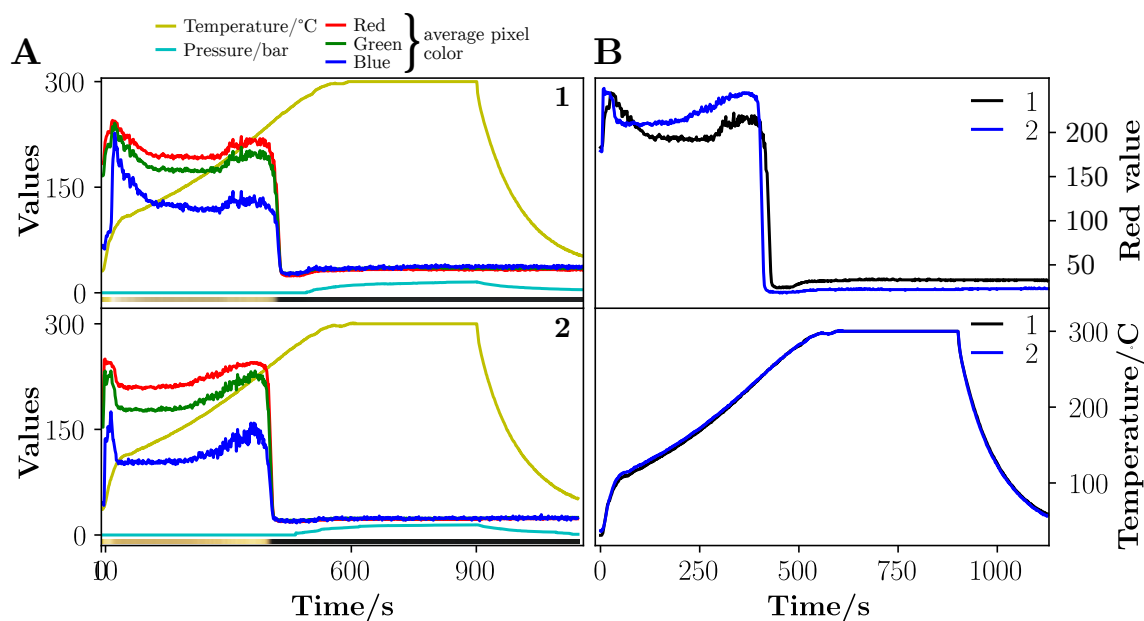 A
Temperature/°C
Pressure/bar
Red
Green
Blue
average pixel
color
B
300
150
0
Values
1
300
150
0
Values
2
0 0 600 900
Time/s
1
2
200
150
100
50
Red value
1
2
300
200
100
Temperature/°C
0 250 500 750 1000
Time/s